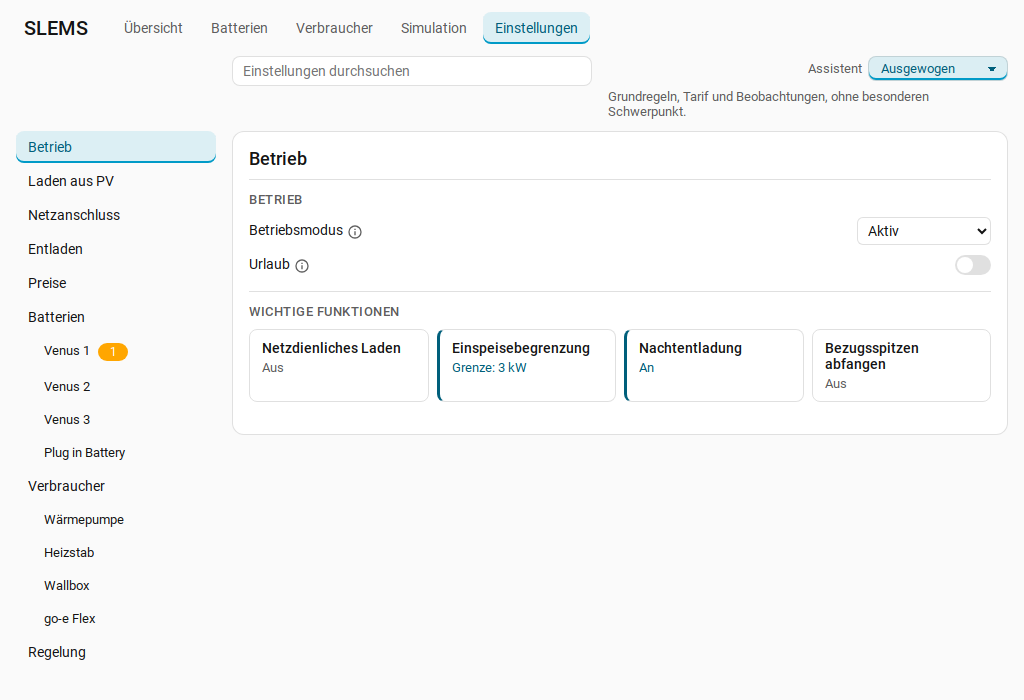 SLEMS
Übersicht
Batterien
Verbraucher
Simulation
Einstellungen
Einstellungen durchsuchen
Assistent
Ausgewogen
Grundregeln, Tarif und Beobachtungen, ohne besonderen
Schwerpunkt.
Betrieb
Laden aus PV
Netzanschluss
Entladen
Preise
Batterien
Venus 1
1
Venus 2
Venus 3
Plug in Battery
Verbraucher
Wärmepumpe
Heizstab
Wallbox
go-e Flex
Regelung
Betrieb
BETRIEB
Betriebsmodus
Aktiv
Urlaub
WICHTIGE FUNKTIONEN
Netzdienliches Laden
Aus
Einspeisebegrenzung
Grenze: 3 kW
Nachtentladung
An
Bezugsspitzen
abfangen
Aus